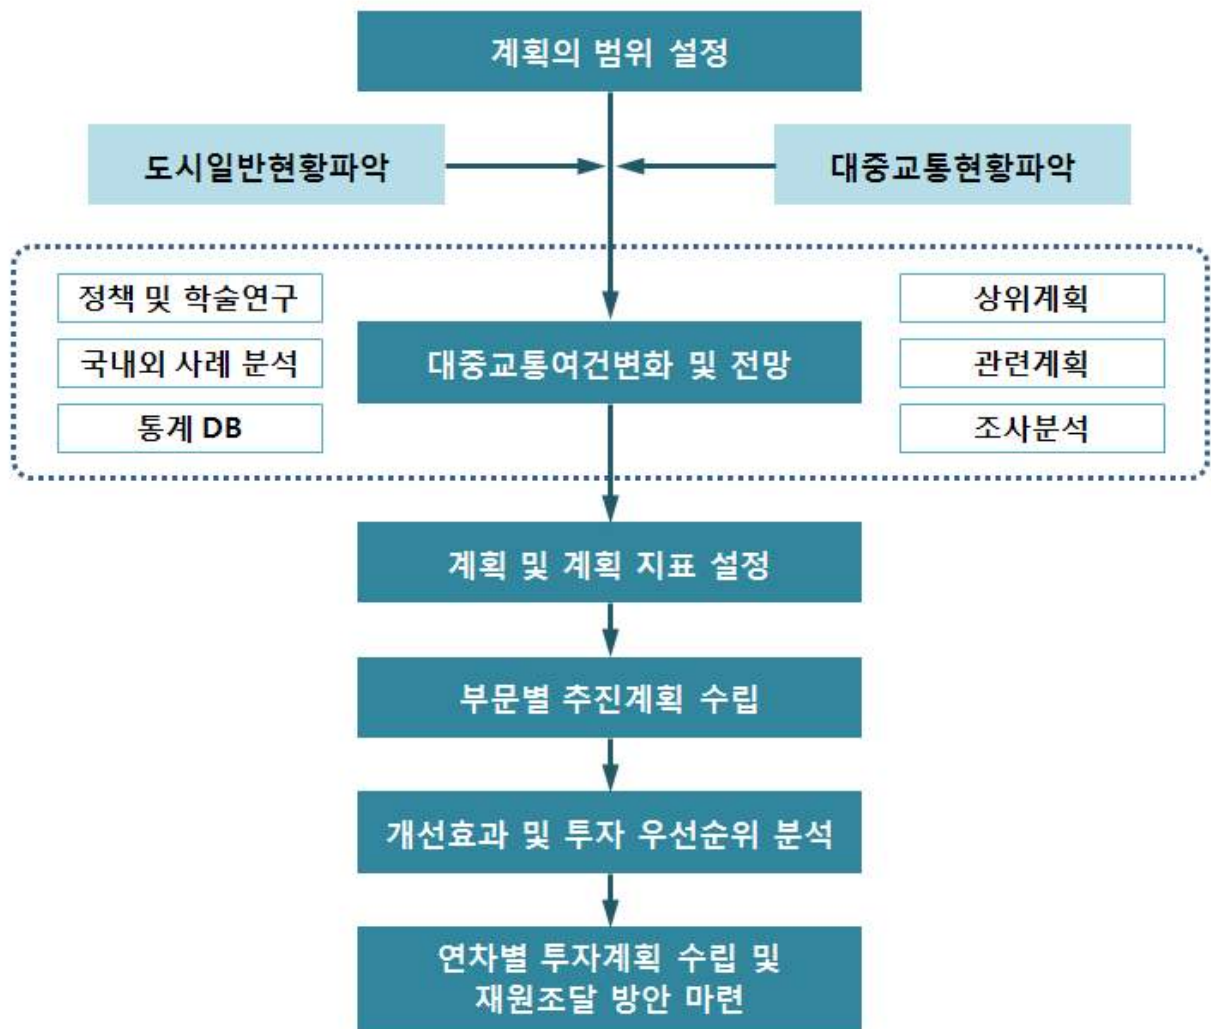 계획의 범위 설정
도시일반현황파악
대중교통현황파악
정책 및 학술연구
국내외 사례 분석
통계 DB
대중교통여건변화 및 전망
상위계획
관련계획
조사분석
계획 및 계획 지표 설정
부문별 추진계획 수립
개선효과 및 투자 우선순위 분석
연차별 투자계획 수립 및
재원조달 방안 마련